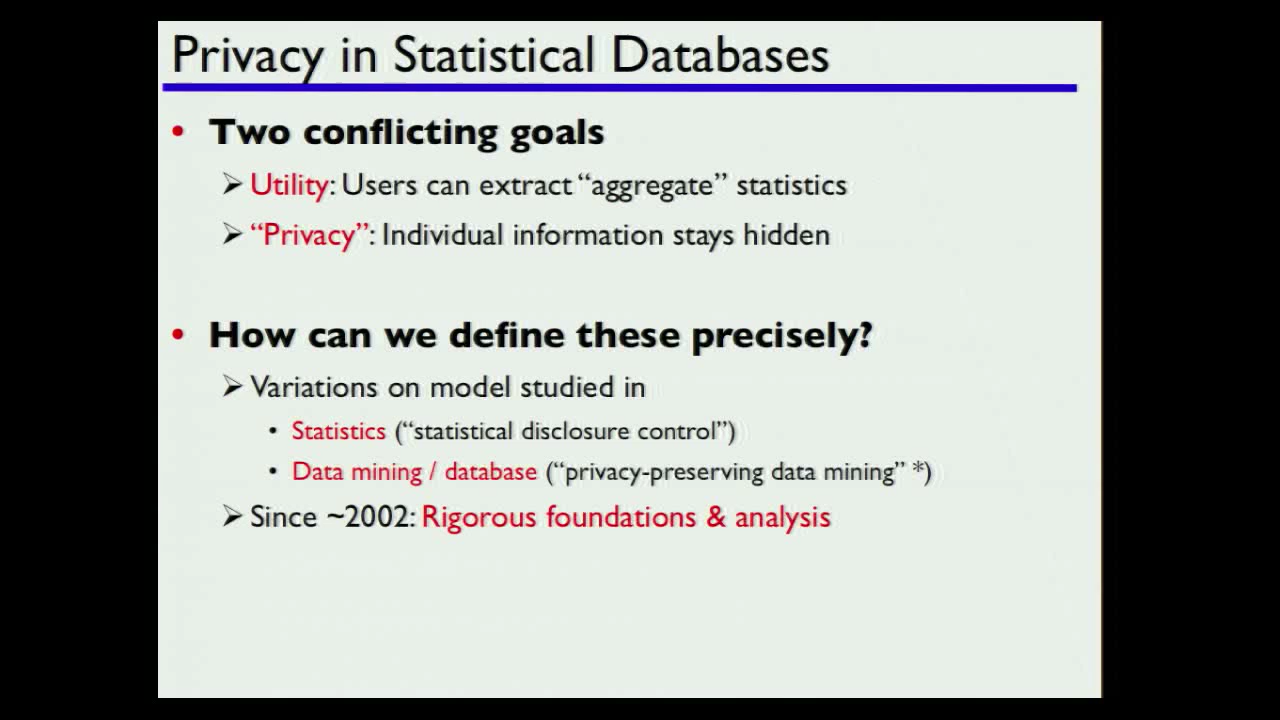 Privacy in Statistical Databases
• Two conflicting goals
➢ Utility: Users can extract “aggregate” statistics
➢ “Privacy”: Individual information stays hidden
• How can we define these precisely?
➢ Variations on model studied in
• Statistics (“statistical disclosure control”)
• Data mining / database (“privacy-preserving data mining” *)
➢ Since ~2002: Rigorous foundations & analysis